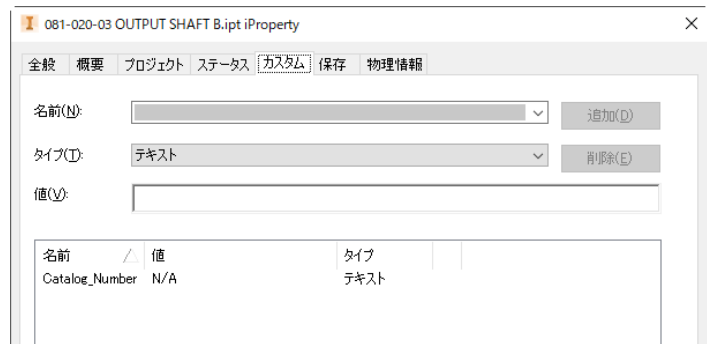 081-020-03 OUTPUT SHAFT B.ipt iProperty
全般 概要 プロジェクト ステータス カスタム 保存 物理情報
名前(N): 追加(D)
タイプ(T): テキスト 削除(E)
値(V):
名前 値 タイプ
Catalog_Number N/A テキスト